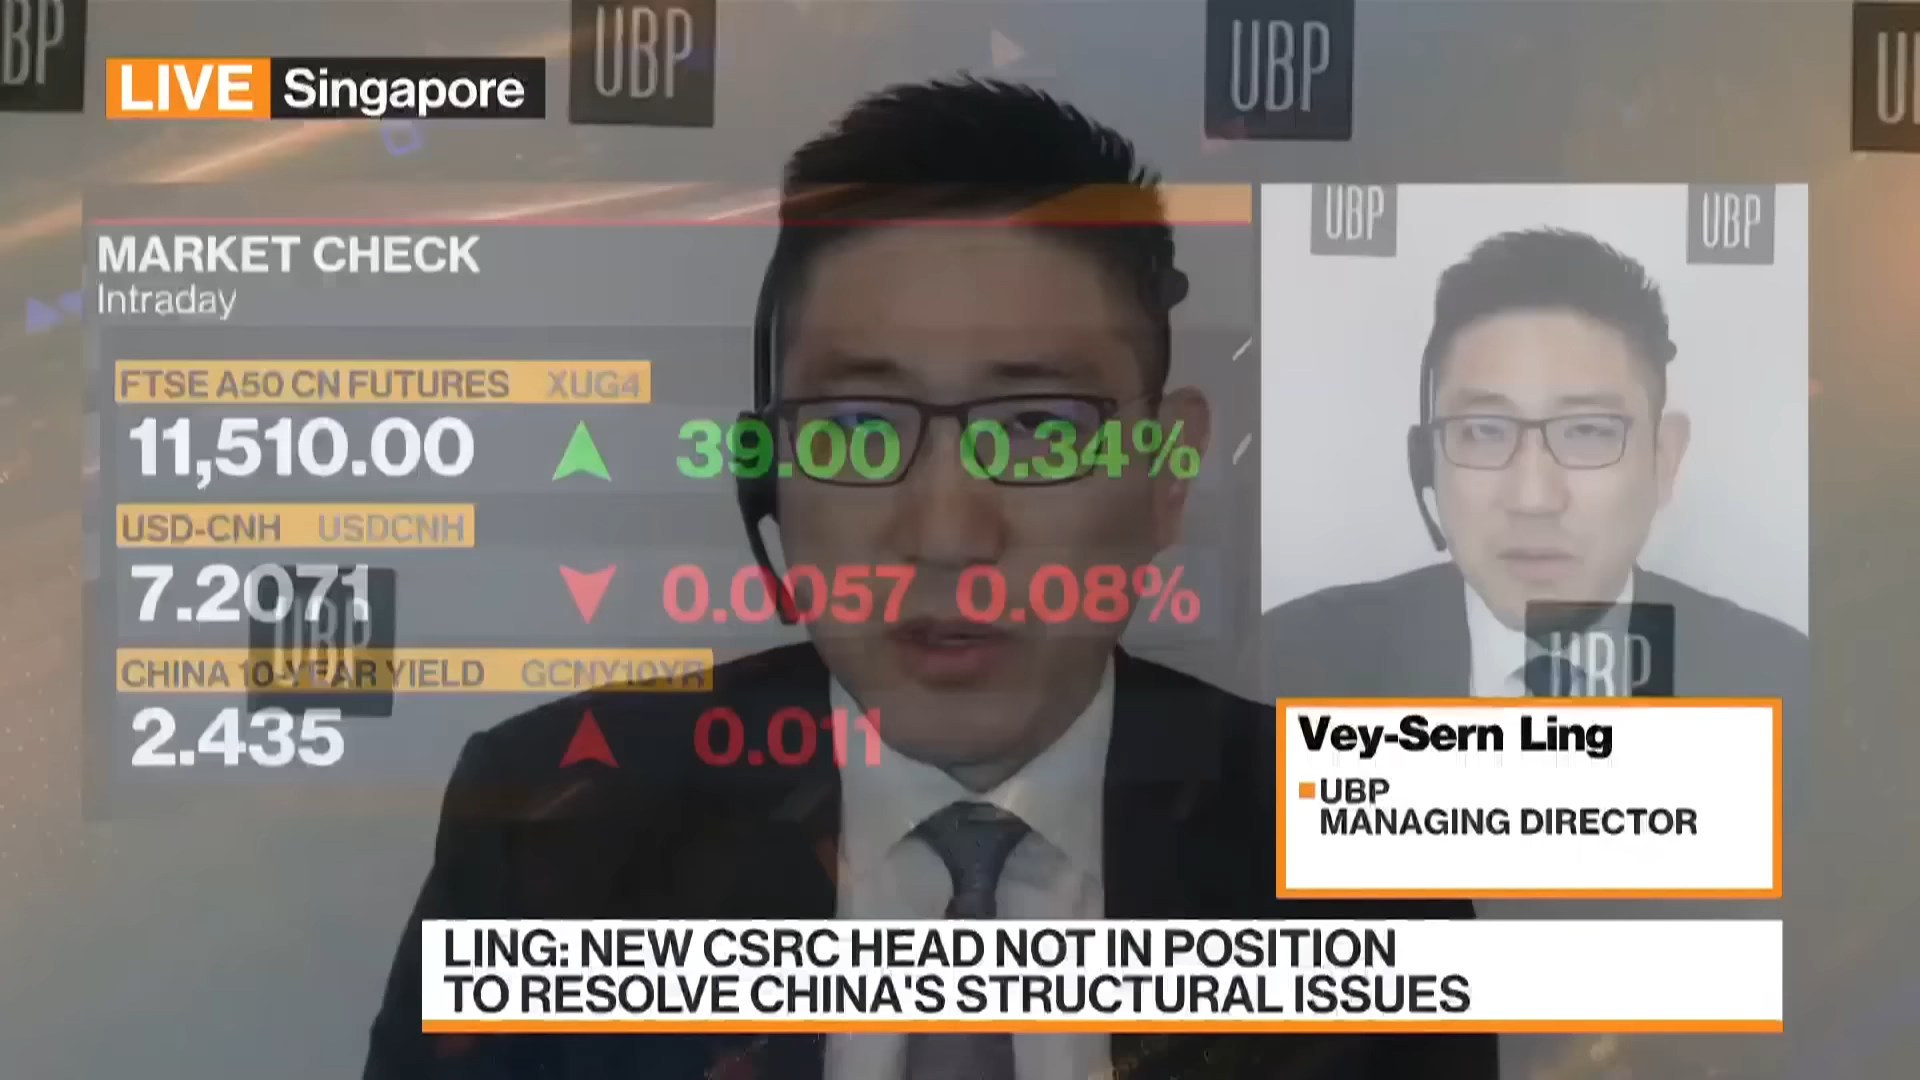 UBP
UBP
UBP
LIVE Singapore
MARKET CHECK
Intraday
UBP
UBP
FTSE A50 CN FUTURES XUG4
11,510.00 39.00 0.34%
USD-CNH USDCNH
7.2071 0.0057 0.08%
UBP
UBP
CHINA 10-YEAR YIELD GCNY10YR
2.435 0.011
Vey-Sern Ling
UBP
MANAGING DIRECTOR
LING: NEW CSRC HEAD NOT IN POSITION
TO RESOLVE CHINA'S STRUCTURAL ISSUES